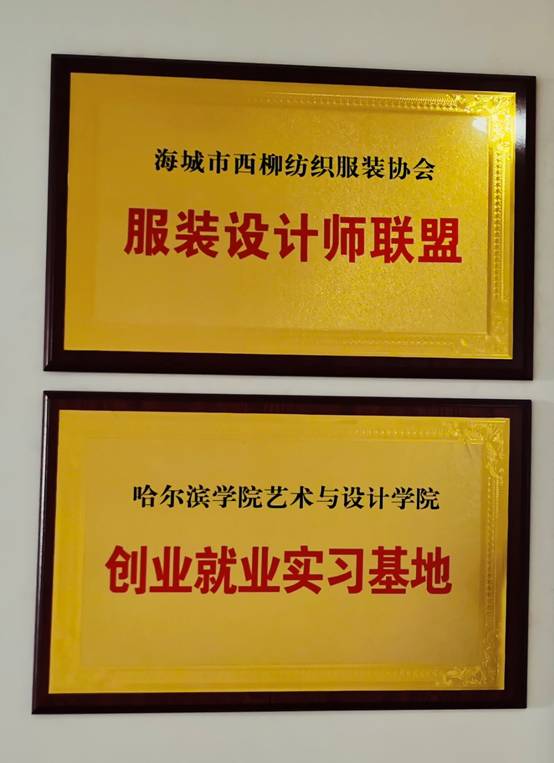 海城市西柳纺织服装协会
服装设计师联盟
哈尔滨学院艺术与设计学院
创业就业实习基地